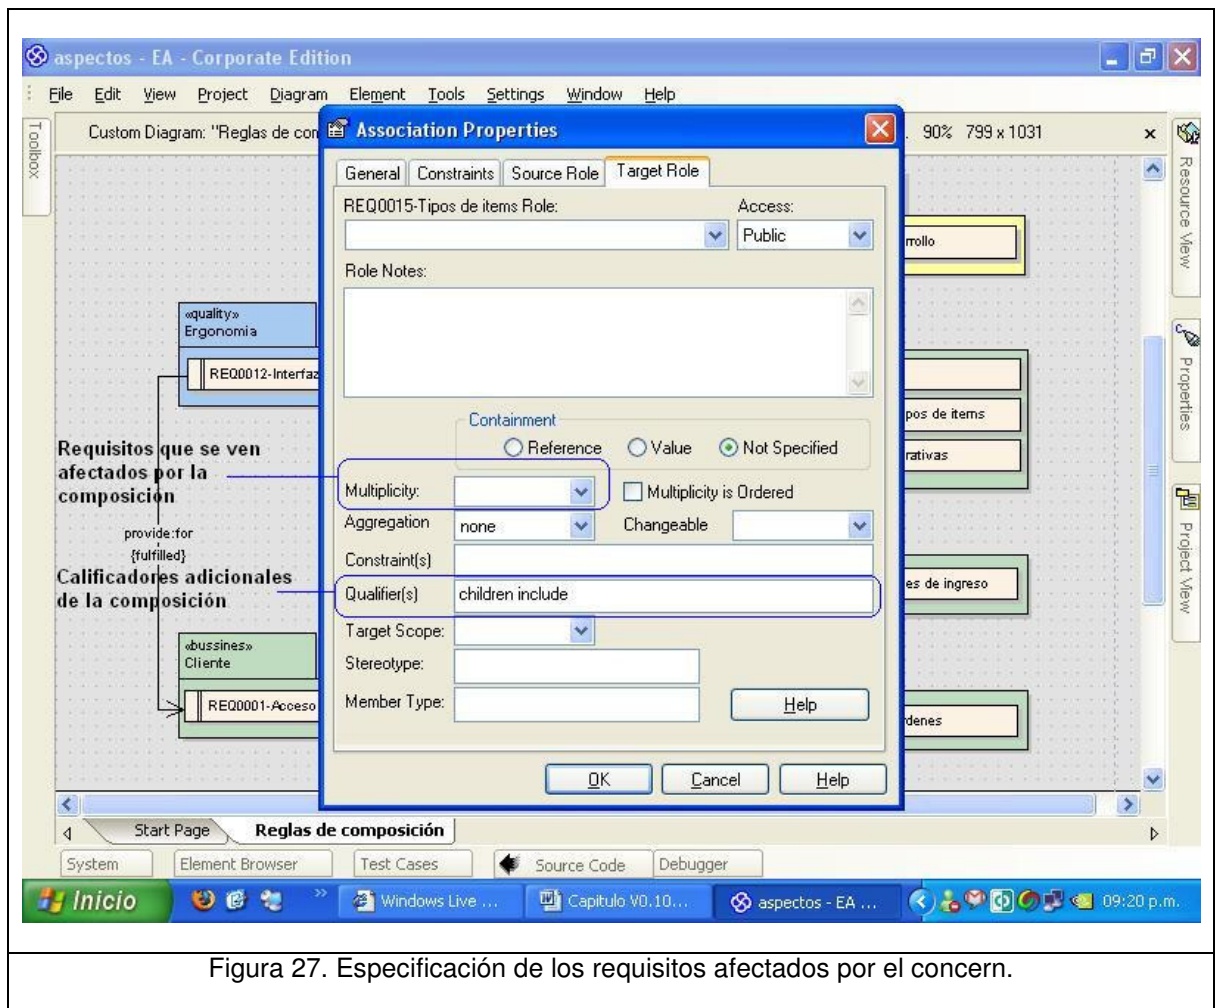 aspectos - EA - Corporate Edition
File Edit View Project Diagram Element Tools Settings Window Help
Toolbox
Custom Diagram: "Reglas de con
90% 799 x 1031
Association Properties
General Constraints Source Role Target Role
REQ0015-Tipos de items Role: Access:
Public
Role Notes:
Containment
Reference Value Not Specified
Multiplicity: Multiplicity is Ordered
Aggregation none Changeable
Constraint(s)
Qualifier(s) children include
Target Scope:
Stereotype:
Member Type:
Help
OK Cancel Help
«quality»
Ergonomia
REQ0012-Interfaz
Requisitos que se ven
afectados por la
composición
provide:for
{fulfilled}
Calificadores adicionales
de la composición
«bussines»
Cliente
REQ0001-Acceso
rrollo
pos de items
rativas
es de ingreso
denes
Resource View
Properties
Project View
Start Page Reglas de composición
System Element Browser Test Cases Source Code Debugger
Inicio » Windows Live ... Capitulo V0.10... aspectos - EA ... 09:20 p.m.
Figura 27. Especificación de los requisitos afectados por el concern.